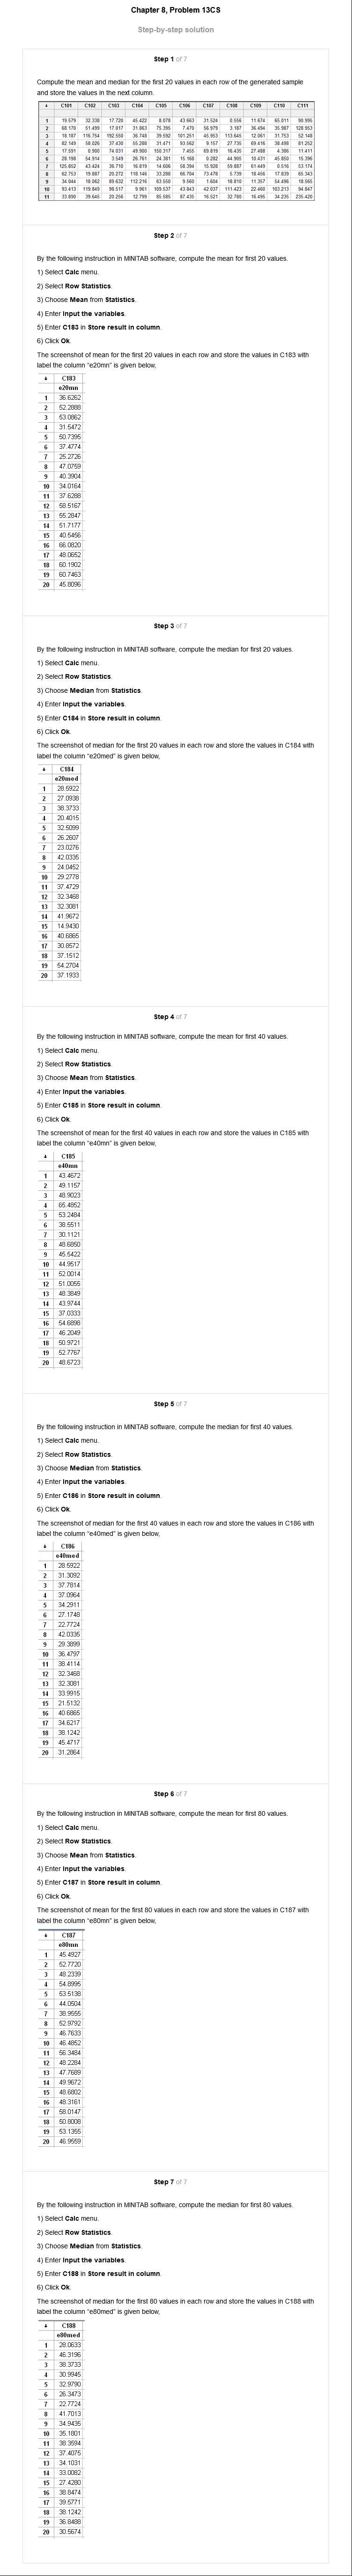 Chapter 8, Problem 13CS
Step-by-step solution
Step 1 of 7
Compute the mean and median for the first 20 values in each row of the generated sample
and store the values in the next column.
C101 C102 C103 C104 C105 C106 C107 C108 C109 C110 C111
1 19.579 32.338 17.720 45.422 8.078 43.663 31.524 0.556 11.674 65.011 90.995
2 68.170 51.499 17.017 31.863 75.395 7.470 56.979 3.187 36.494 35.987 128.953
3 18.187 116.754 192.550 36.748 39.592 101.251 45.953 113.645 12.061 31.753 52.148
4 82.149 58.026 37.430 55.288 31.471 93.562 9.157 27.735 69.416 38.498 81.252
5 17.591 0.900 74.031 49.900 150.317 7.455 69.819 16.435 27.488 4.386 11.411
6 28.198 54.914 3.549 26.761 24.381 15.168 0.282 44.905 10.431 45.850 15.396
7 125.852 43.424 36.710 16.819 14.606 58.394 15.928 59.887 61.449 0.516 53.174
8 62.753 19.887 20.272 118.146 33.288 66.704 73.478 5.739 18.456 17.839 65.343
9 34.044 16.062 89.632 112.216 63.550 9.560 1.604 18.810 11.357 54.496 18.565
10 93.413 119.849 98.517 9.961 109.537 43.843 42.037 111.423 22.460 103.213 94.847
11 33.890 39.645 20.256 12.799 85.585 87.435 16.521 32.780 16.495 34.235 235.420
Step 2 of 7
By the following instruction in MINITAB software, compute the mean for first 20 values.
1) Select Calc menu.
2) Select Row Statistics.
3) Choose Mean from Statistics.
4) Enter Input the variables.
5) Enter C183 in Store result in column.
6) Click Ok.
The screenshot of mean for the first 20 values in each row and store the values in C183 with
label the column "e20mn" is given below,
C183
e20mn
1 36.6262
2 52.2888
3 53.0862
4 31.5472
5 50.7395
6 37.4774
7 25.2726
8 47.0759
9 40.3904
10 34.0164
11 37.6288
12 58.5167
13 55.2847
14 51.7177
15 40.5456
16 66.0820
17 48.0652
18 60.1902
19 60.7463
20 45.8096
Step 3 of 7
By the following instruction in MINITAB software, compute the median for first 20 values.
1) Select Calc menu.
2) Select Row Statistics.
3) Choose Median from Statistics.
4) Enter Input the variables.
5) Enter C184 in Store result in column.
6) Click Ok.
The screenshot of median for the first 20 values in each row and store the values in C184 with
label the column "e20med" is given below,
C184
e20med
1 28.5922
2 27.0938
3 38.3733
4 20.4015
5 32.5099
6 26.2607
7 23.0276
8 42.0335
9 24.0452
10 29.2778
11 37.4729
12 32.3468
13 32.3081
14 41.9672
15 14.9430
16 40.6865
17 30.8572
18 37.1512
19 54.2704
20 37.1933
Step 4 of 7
By the following instruction in MINITAB software, compute the mean for first 40 values.
1) Select Calc menu.
2) Select Row Statistics.
3) Choose Mean from Statistics.
4) Enter Input the variables.
5) Enter C185 in Store result in column.
6) Click Ok.
The screenshot of mean for the first 40 values in each row and store the values in C185 with
label the column "e40mn" is given below,
C185
e40mn
1 43.4672
2 49.1157
3 48.9023
4 65.4852
5 53.2484
6 38.5511
7 30.1121
8 48.6850
9 45.5422
10 44.9517
11 52.0014
12 51.0055
13 48.3849
14 43.9744
15 37.0333
16 54.6898
17 46.2049
18 50.9721
19 52.7767
20 48.6723
Step 5 of 7
By the following instruction in MINITAB software, compute the median for first 40 values.
1) Select Calc menu.
2) Select Row Statistics.
3) Choose Median from Statistics.
4) Enter Input the variables.
5) Enter C186 in Store result in column.
6) Click Ok.
The screenshot of median for the first 40 values in each row and store the values in C186 with
label the column "e40med" is given below,
C186
e40med
1 28.5922
2 31.3092
3 37.7814
4 37.0964
5 34.2911
6 27.1748
7 22.7724
8 42.0335
9 29.3899
10 36.4797
11 38.4114
12 32.3468
13 32.3081
14 33.9915
15 21.5132
16 40.6865
17 34.6217
18 38.1242
19 45.4717
20 31.2864
Step 6 of 7
By the following instruction in MINITAB software, compute the mean for first 80 values.
1) Select Calc menu.
2) Select Row Statistics.
3) Choose Mean from Statistics.
4) Enter Input the variables.
5) Enter C187 in Store result in column.
6) Click Ok.
The screenshot of mean for the first 80 values in each row and store the values in C187 with
label the column "e80mn" is given below,
C187
e80mn
1 45.4927
2 52.7720
3 48.2339
4 54.8995
5 53.5138
6 44.0504
7 38.9555
8 52.9792
9 46.7633
10 46.4852
11 56.3484
12 48.2284
13 47.7689
14 49.9672
15 48.6802
16 48.3161
17 58.0147
18 50.8008
19 53.1355
20 46.9559
Step 7 of 7
By the following instruction in MINITAB software, compute the median for first 80 values.
1) Select Calc menu.
2) Select Row Statistics.
3) Choose Median from Statistics.
4) Enter Input the variables.
5) Enter C188 in Store result in column.
6) Click Ok.
The screenshot of median for the first 80 values in each row and store the values in C188 with
label the column "e80med" is given below,
C188
e80med
1 28.0633
2 46.3196
3 38.3733
4 30.9945
5 32.9790
6 26.3473
7 22.7724
8 41.7013
9 34.9435
10 35.1801
11 38.3594
12 37.4075
13 34.1031
14 33.0082
15 27.4280
16 38.8474
17 39.5771
18 38.1242
19 36.8488
20 30.5674